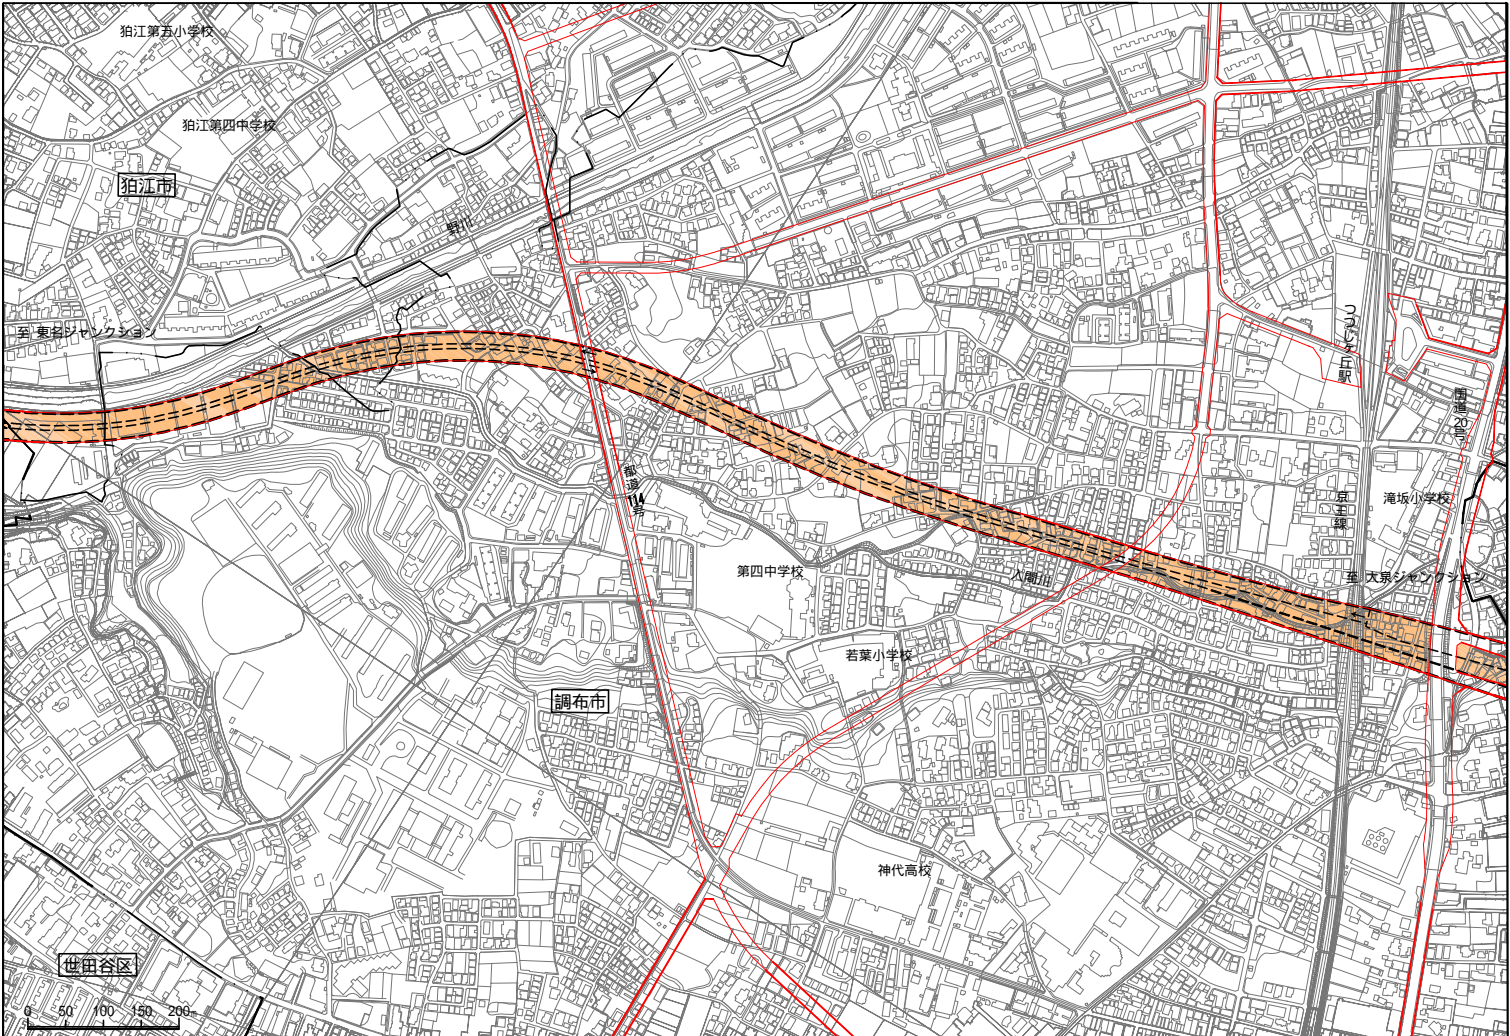 狛江第五小学校
狛江第四中学校
狛江市
野川
至 東名ジャンクション
つつじヶ丘駅
国道20号
都道114号
京王線
滝坂小学校
第四中学校
入間川
至 大泉ジャンクション
若葉小学校
調布市
神代高校
世田谷区
0 50 100 150 200m